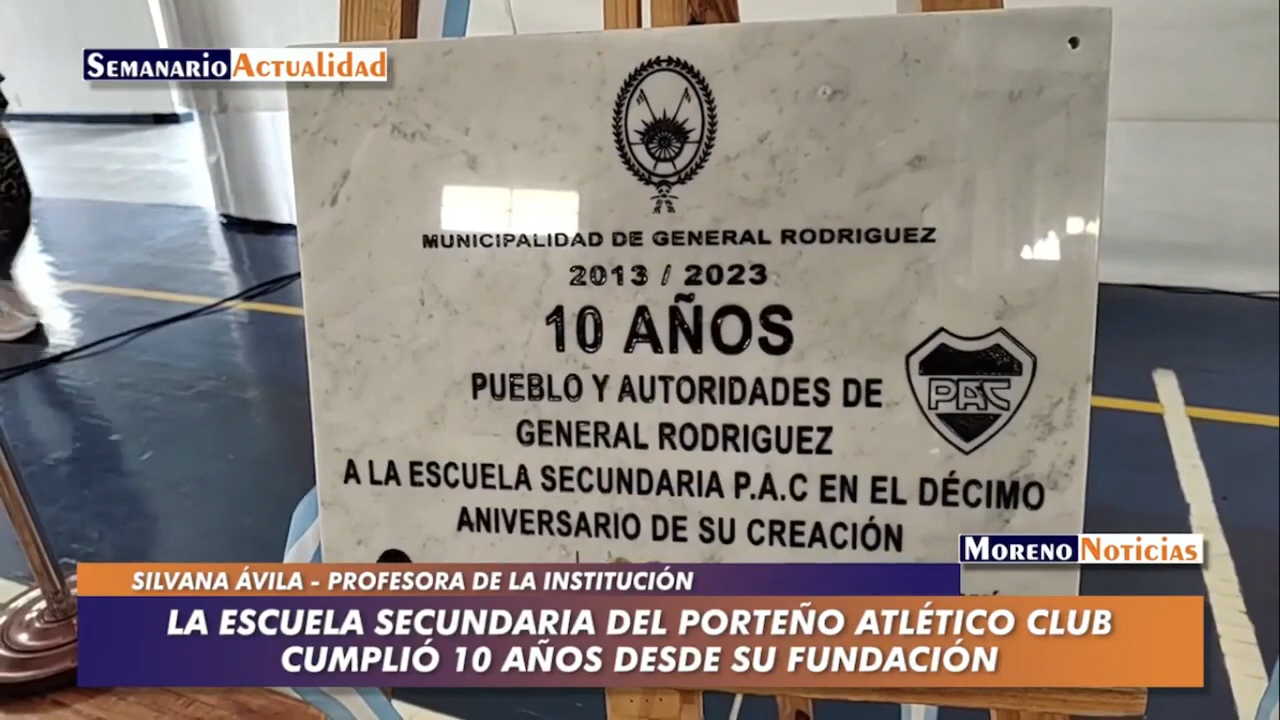 SEMANARIO ACTUALIDAD
MUNICIPALIDAD DE GENERAL RODRIGUEZ
2013 / 2023
10 AÑOS
PUEBLO Y AUTORIDADES DE
GENERAL RODRIGUEZ
PAC
A LA ESCUELA SECUNDARIA P.A.C EN EL DÉCIMO
ANIVERSARIO DE SU CREACIÓN
MORENO NOTICIAS
SILVANA ÁVILA - PROFESORA DE LA INSTITUCIÓN
LA ESCUELA SECUNDARIA DEL PORTEÑO ATLÉTICO CLUB
CUMPLIÓ 10 AÑOS DESDE SU FUNDACIÓN